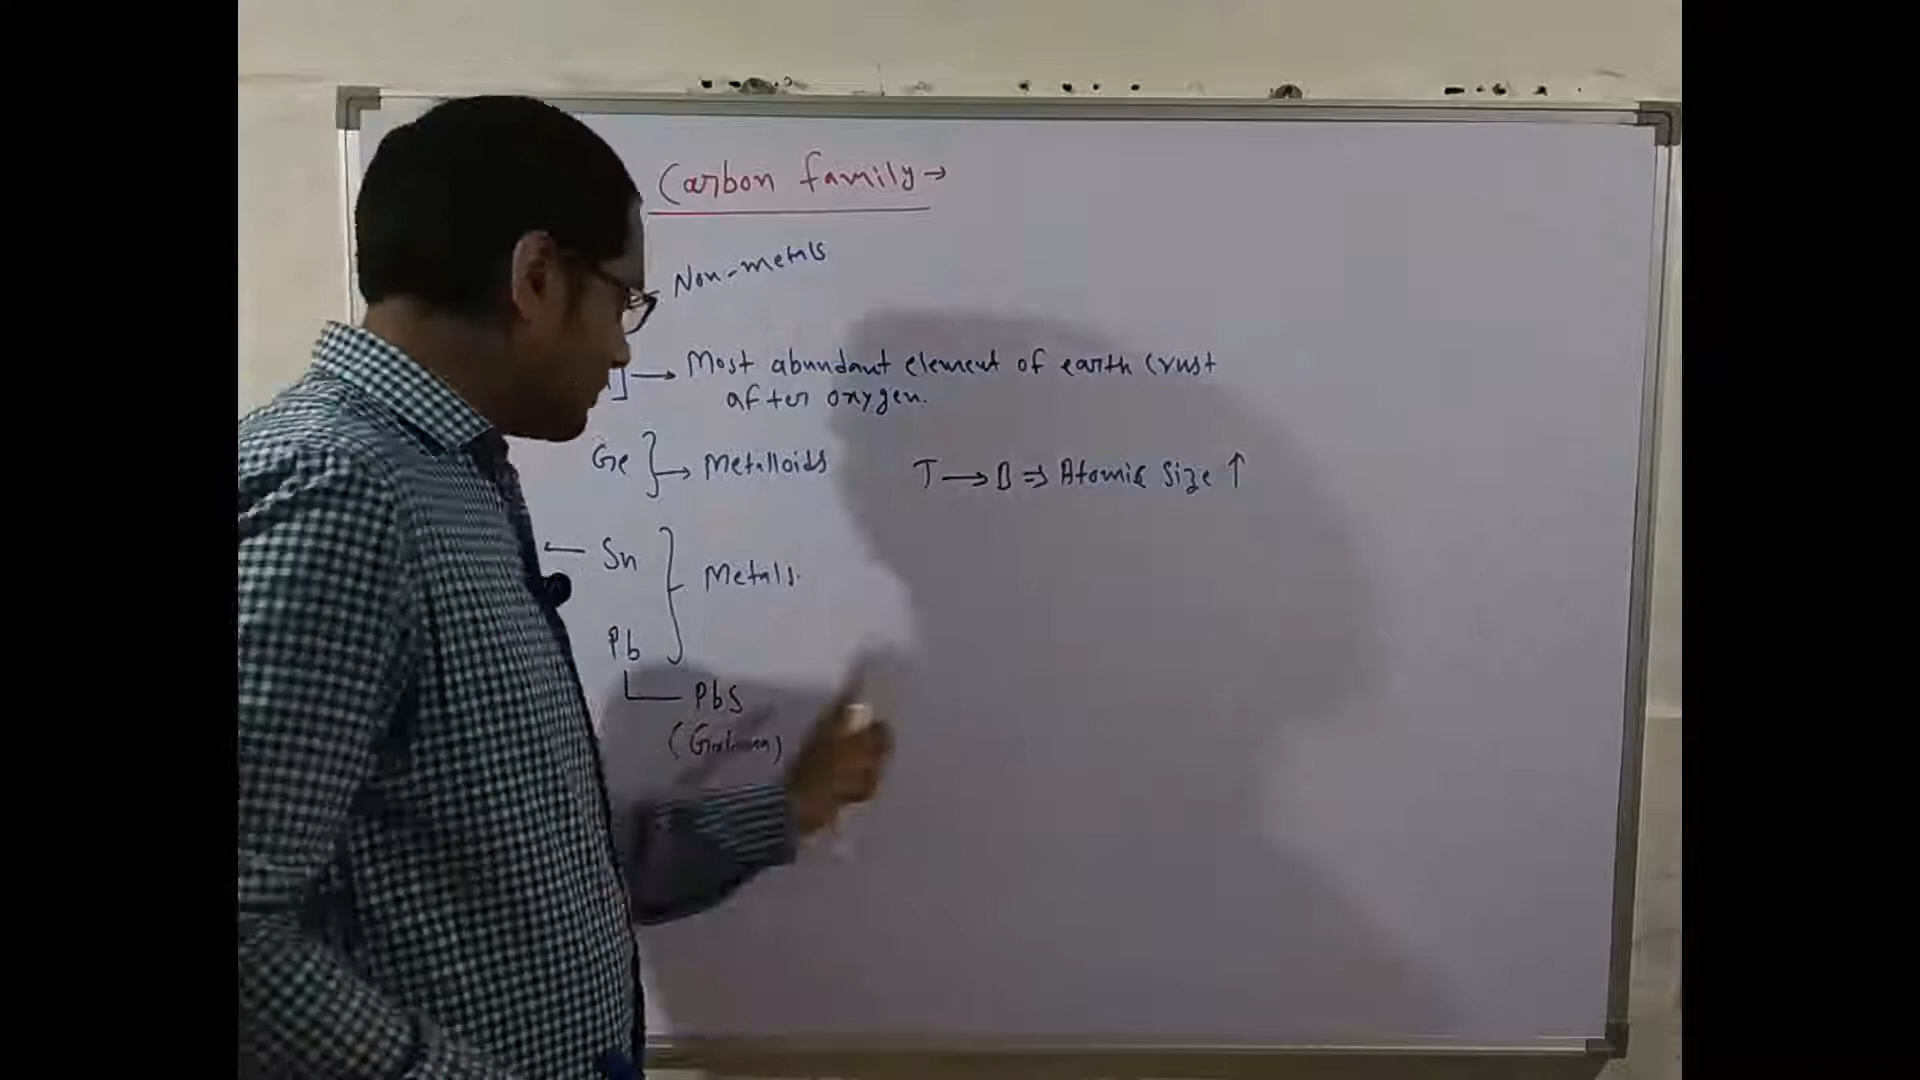 Carbon family →
Non-metals
] → Most abundant element of earth crust
after oxygen.
Ge } → Metalloids
T → B ⇒ Atomic Size ↑
← Sn
Metals.
Pb
PbS
(Galena)